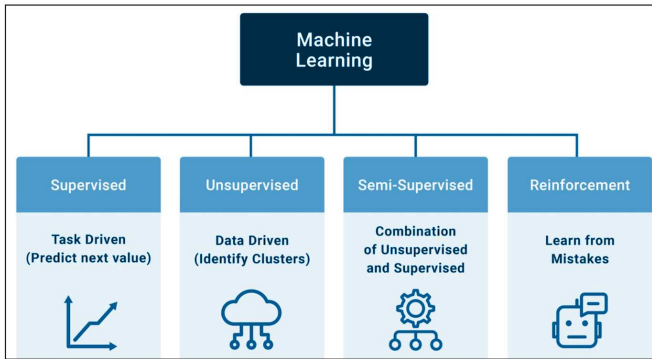 Machine
Learning
Supervised
Unsupervised
Semi-Supervised
Reinforcement
Task Driven
(Predict next value)
Data Driven
(Identify Clusters)
Combination
of Unsupervised
and Supervised
Learn from
Mistakes